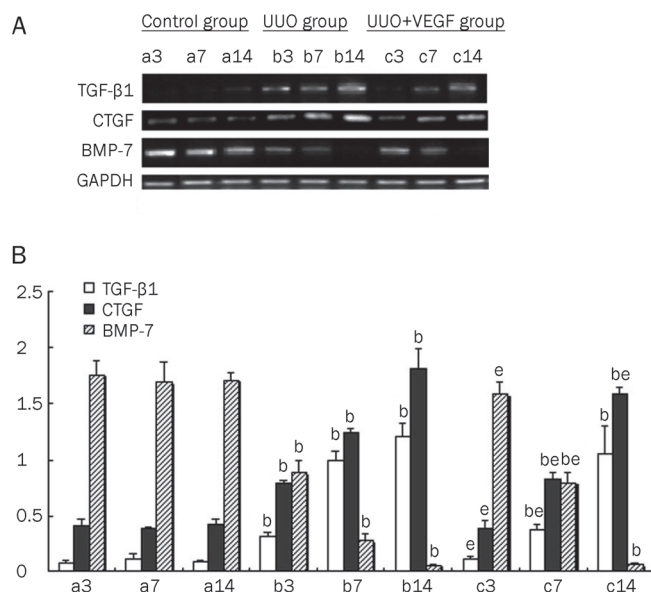 A
Control group UUO group UUO+VEGF group
a3 a7 a14 b3 b7 b14 c3 c7 c14
TGF-β1
CTGF
BMP-7
GAPDH
B
2.5
TGF-β1
CTGF
BMP-7
2
1.5
1
0.5
0
b b b b b b b b b e e e be be be b be b
a3 a7 a14 b3 b7 b14 c3 c7 c14